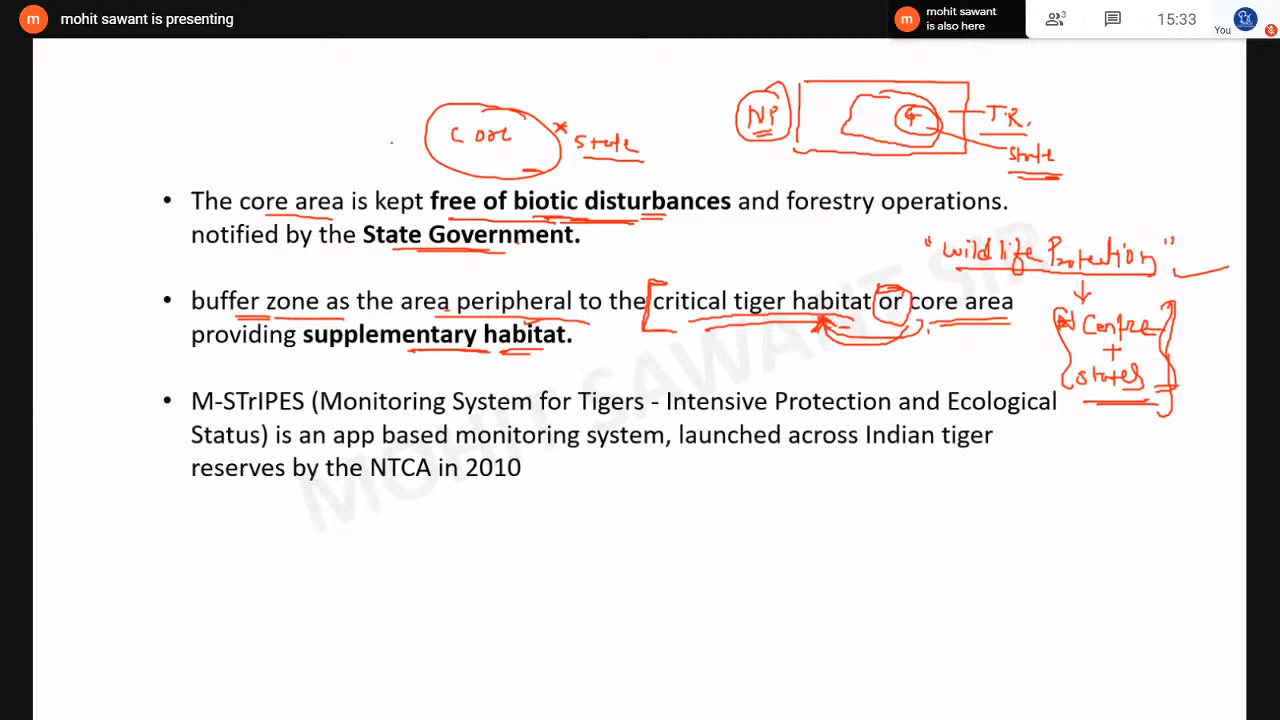 m mohit sawant is presenting
m mohit sawant is also here
3
15:33
You
Core
* state
NP
T.R.
State
• The core area is kept free of biotic disturbances and forestry operations.
notified by the State Government.
"Wildlife Protection"
• buffer zone as the area peripheral to the critical tiger habitat or core area
providing supplementary habitat.
Centre
+
states
• M-STrIPES (Monitoring System for Tigers - Intensive Protection and Ecological
Status) is an app based monitoring system, launched across Indian tiger
reserves by the NTCA in 2010
MOHIT SAWANT SIR